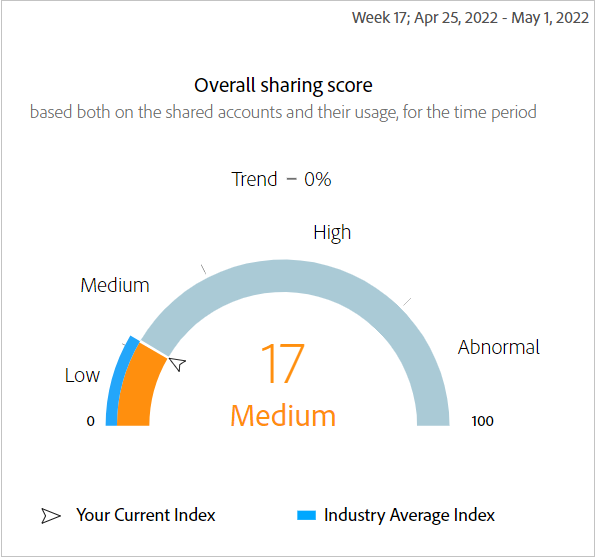 Week 17; Apr 25, 2022 - May 1, 2022
Overall sharing score
based both on the shared accounts and their usage, for the time period
Trend – 0%
High
Medium
Abnormal
Low
17
Medium
0
100
Your Current Index
Industry Average Index